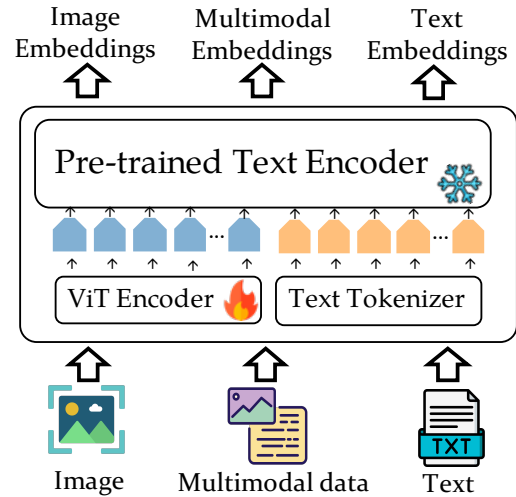 Image
Embeddings
Multimodal
Embeddings
Text
Embeddings
Pre-trained Text Encoder
...
...
ViT Encoder
Text Tokenizer
TXT
Image
Multimodal data
Text